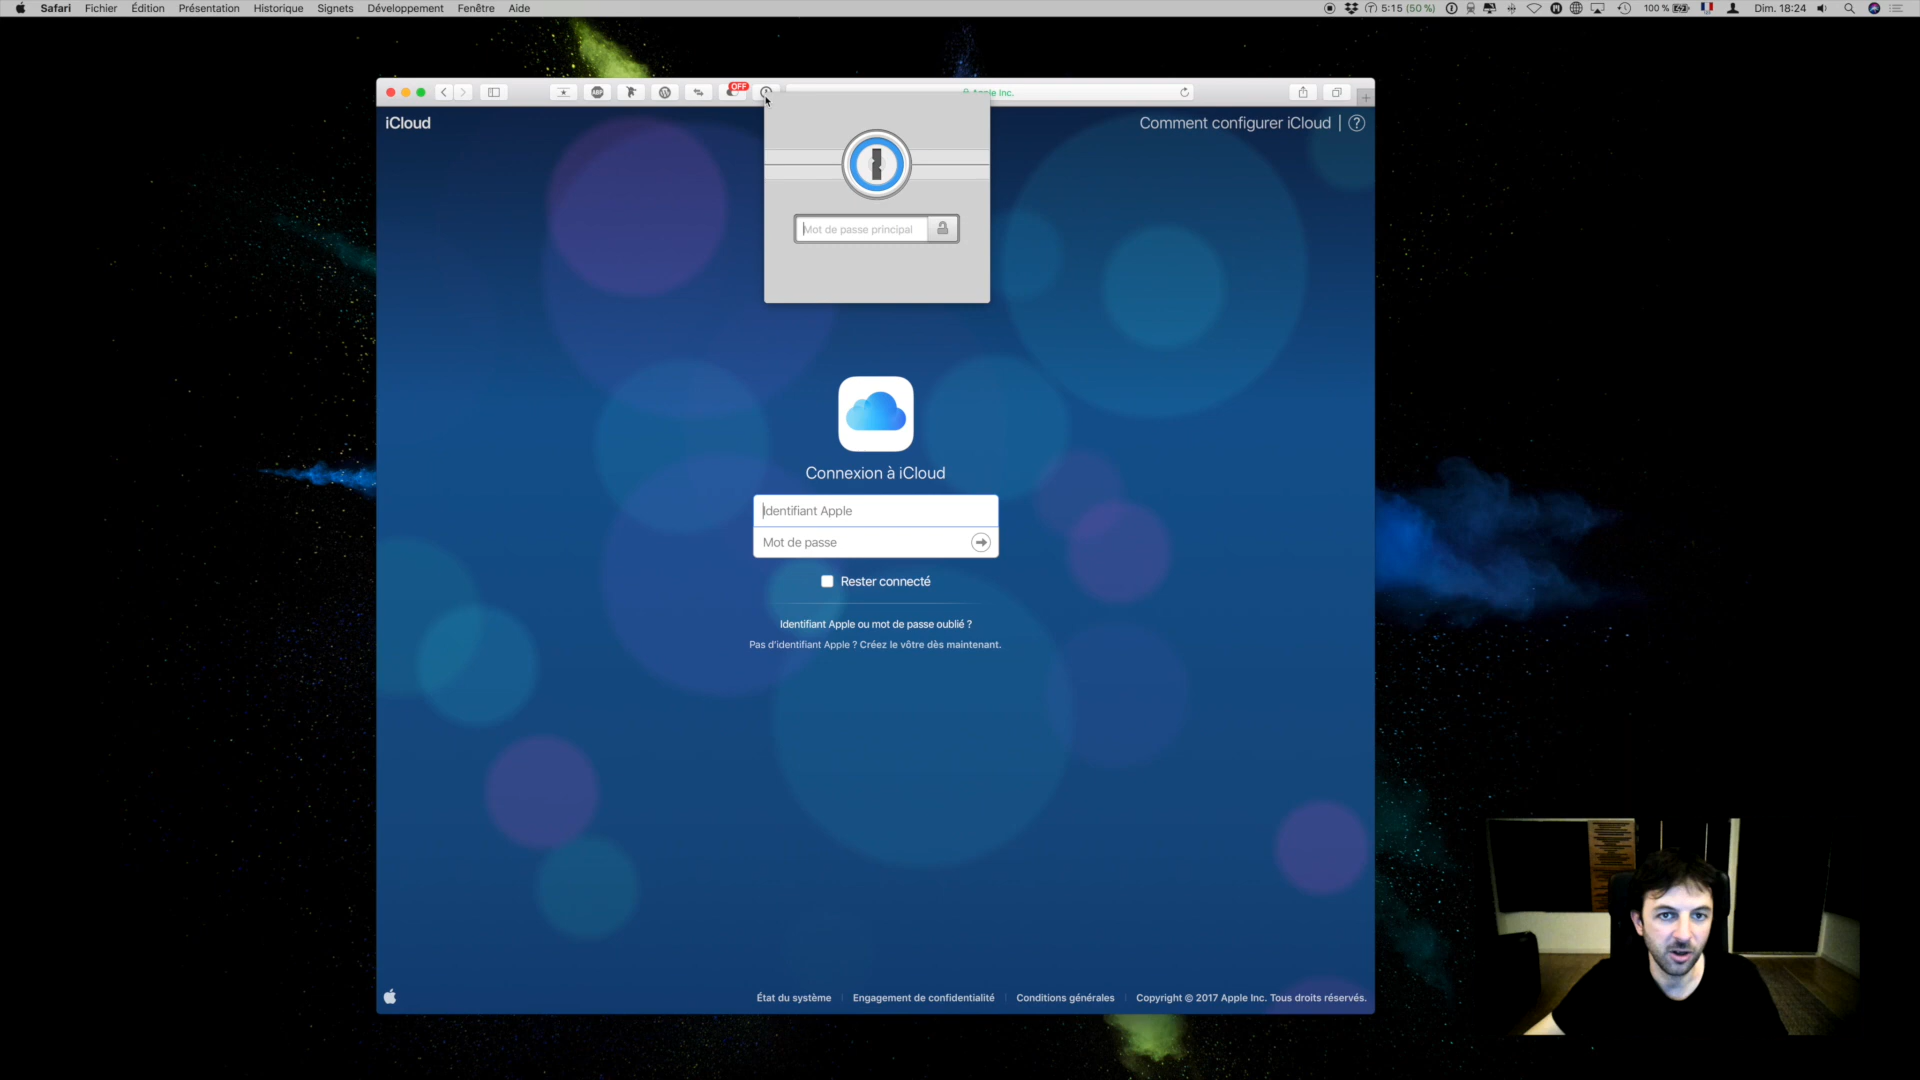 Safari Fichier Édition Présentation Historique Signets Développement Fenêtre Aide
5:15 (50 %) 100 % Dim. 18:24
ABP OFF Apple Inc.
iCloud
Comment configurer iCloud ?
Mot de passe principal
Connexion à iCloud
Identifiant Apple
Mot de passe
Rester connecté
Identifiant Apple ou mot de passe oublié ?
Pas d'identifiant Apple ? Créez le vôtre dès maintenant.
État du système Engagement de confidentialité Conditions générales Copyright © 2017 Apple Inc. Tous droits réservés.